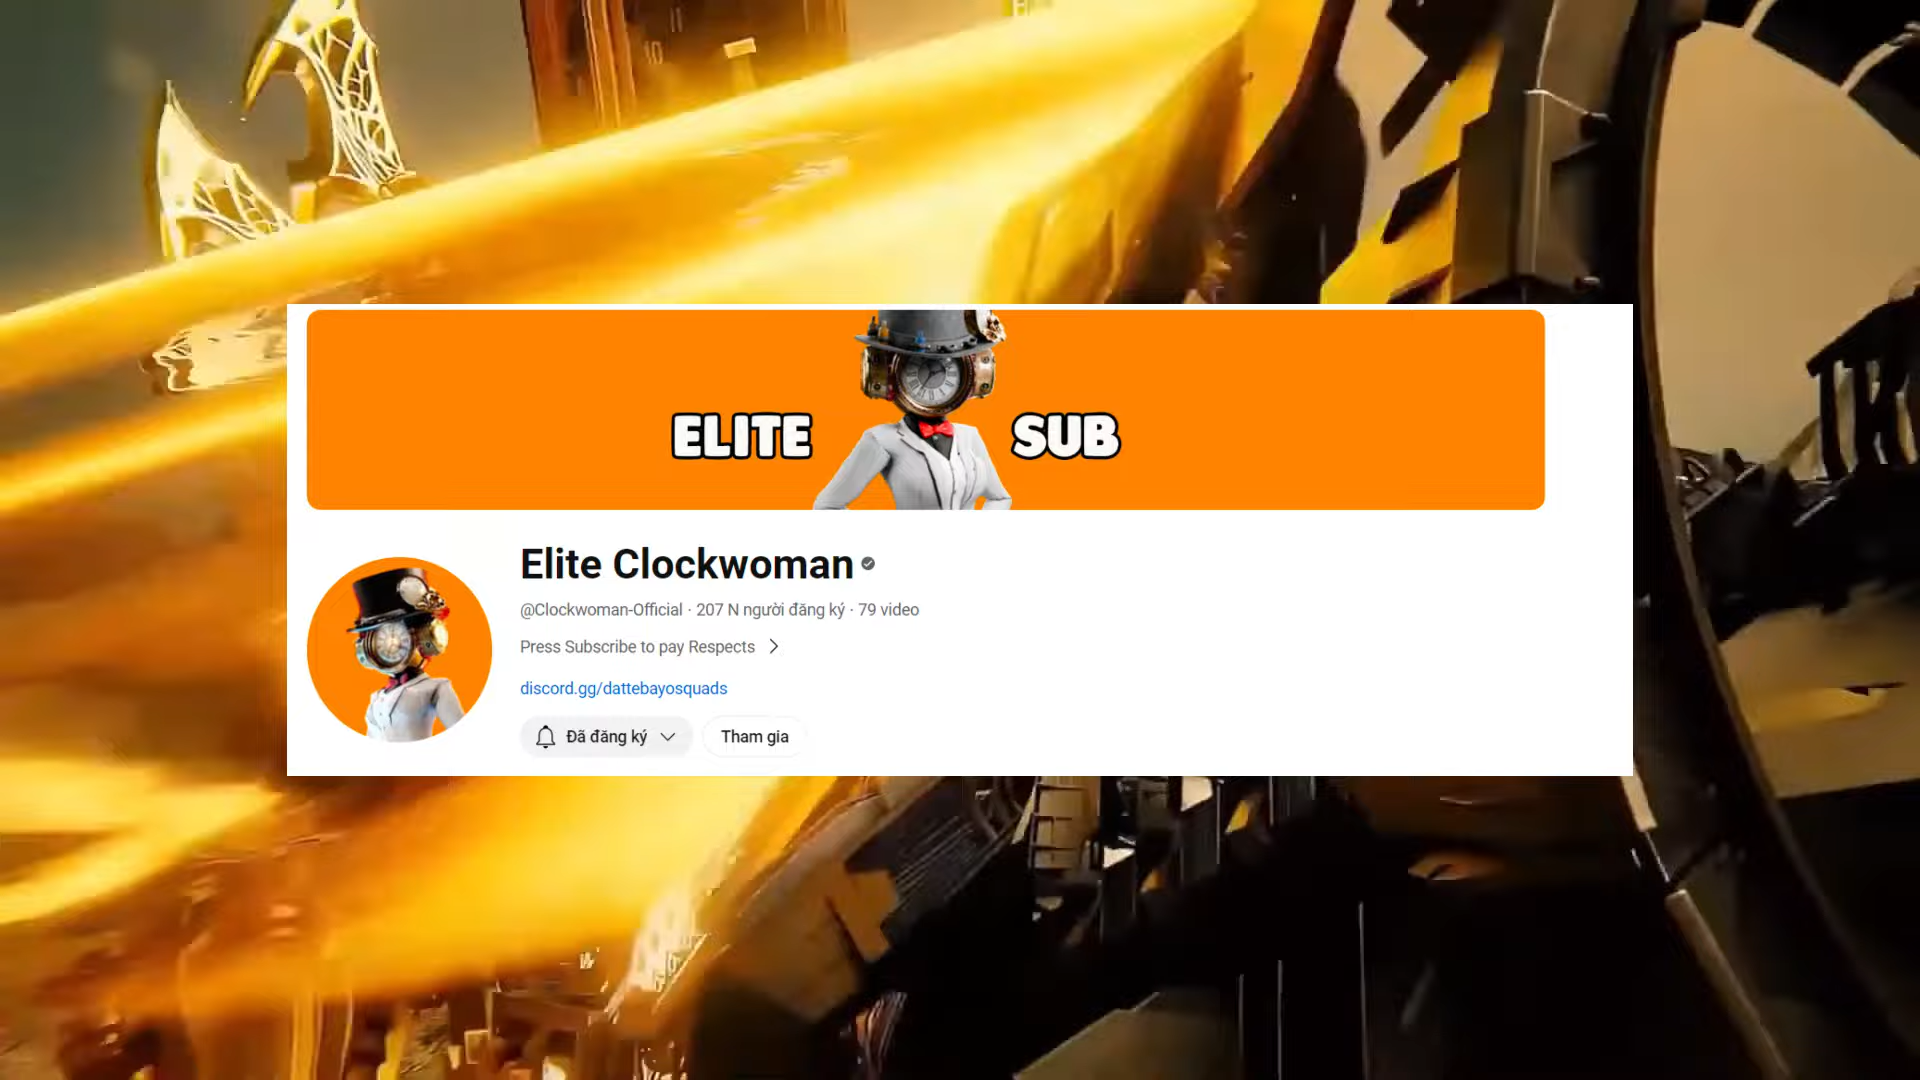 ELITE SUB
Elite Clockwoman
@Clockwoman-Official · 207 N người đăng ký · 79 video
Press Subscribe to pay Respects
discord.gg/dattebayosquads
Đã đăng ký
Tham gia